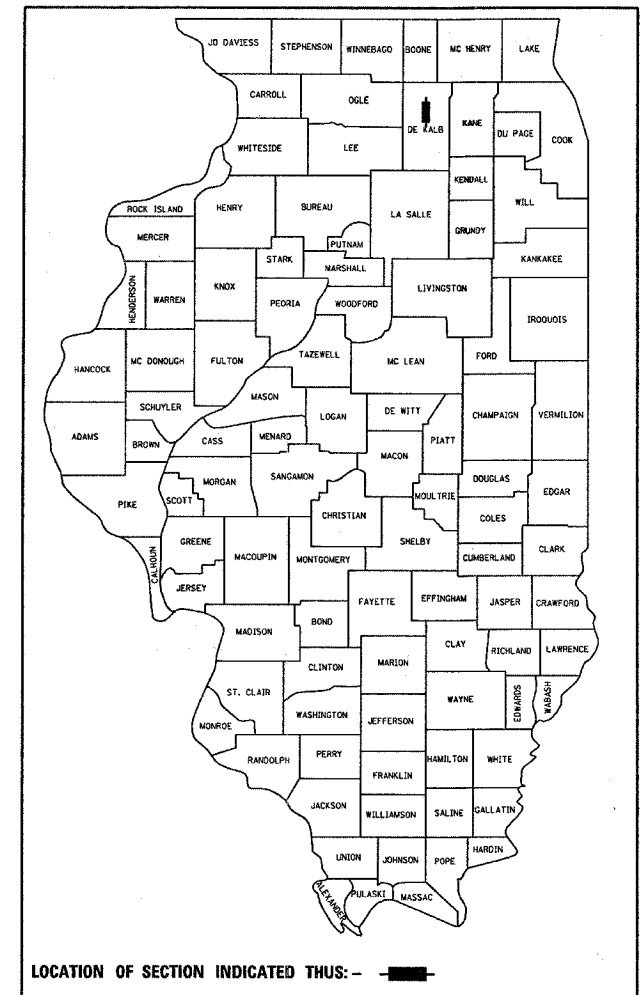 JO DAVIESS STEPHENSON WINNEBAGO BOONE MC HENRY LAKE
CARROLL OGLE DE KALB KANE DU PAGE COOK
WHITESIDE LEE
KENDALL WILL
ROCK ISLAND HENRY BUREAU LA SALLE
GRUNDY
MERCER PUTNAM KANKAKEE
STARK MARSHALL
HENDERSON WARREN KNOX PEORIA WOODFORD LIVINGSTON IROQUOIS
HANCOCK MC DONOUGH FULTON TAZEWELL MC LEAN FORD
MASON
SCHUYLER LOGAN DE WITT CHAMPAIGN VERMILION
ADAMS BROWN CASS MENARD MACON PIATT
MORGAN SANGAMON DOUGLAS
PIKE SCOTT CHRISTIAN MOULTRIE COLES EDGAR
GREENE MACOUPIN MONTGOMERY SHELBY CUMBERLAND CLARK
CALHOUN JERSEY FAYETTE EFFINGHAM JASPER CRAWFORD
MADISON BOND
CLAY RICHLAND LAWRENCE
CLINTON MARION
ST. CLAIR WAYNE EDWARDS WABASH
MONROE WASHINGTON JEFFERSON
RANDOLPH PERRY HAMILTON WHITE
FRANKLIN
JACKSON WILLIAMSON SALINE GALLATIN
UNION JOHNSON POPE HARDIN
ALEXANDER PULASKI MASSAC
LOCATION OF SECTION INDICATED THUS: -